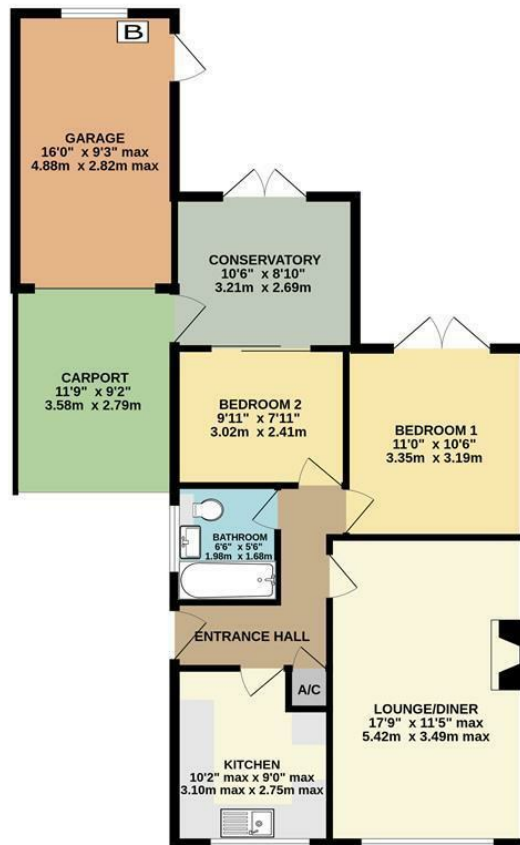 B
GARAGE
16'0" x 9'3" max
4.88m x 2.82m max
CONSERVATORY
10'6" x 8'10"
3.21m x 2.69m
CARPORT
11'9" x 9'2"
3.58m x 2.79m
BEDROOM 2
9'11" x 7'11"
3.02m x 2.41m
BEDROOM 1
11'0" x 10'6"
3.35m x 3.19m
BATHROOM
6'6" x 5'6"
1.98m x 1.68m
ENTRANCE HALL
A/C
LOUNGE/DINER
17'9" x 11'5" max
5.42m x 3.49m max
KITCHEN
10'2" max x 9'0" max
3.10m max x 2.75m max